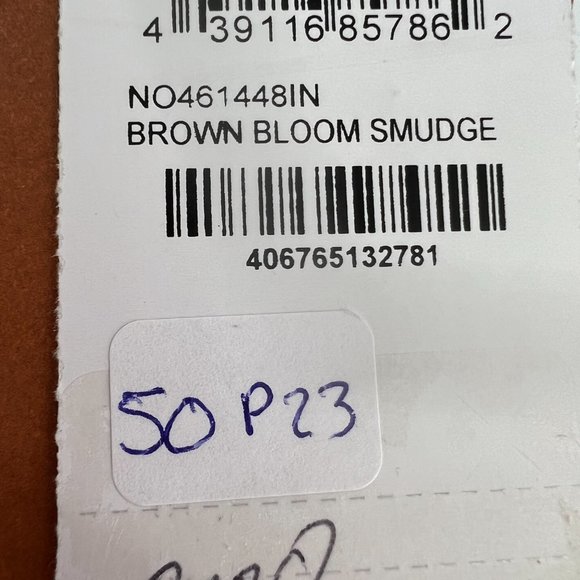 4 39116 85786 2
NO461448IN
BROWN BLOOM SMUDGE
406765132781
50 P23